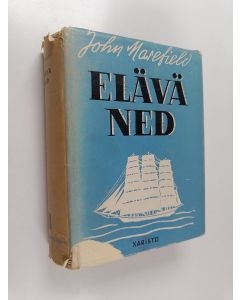 John Masefield
ELÄVÄ
NED
KARISTO